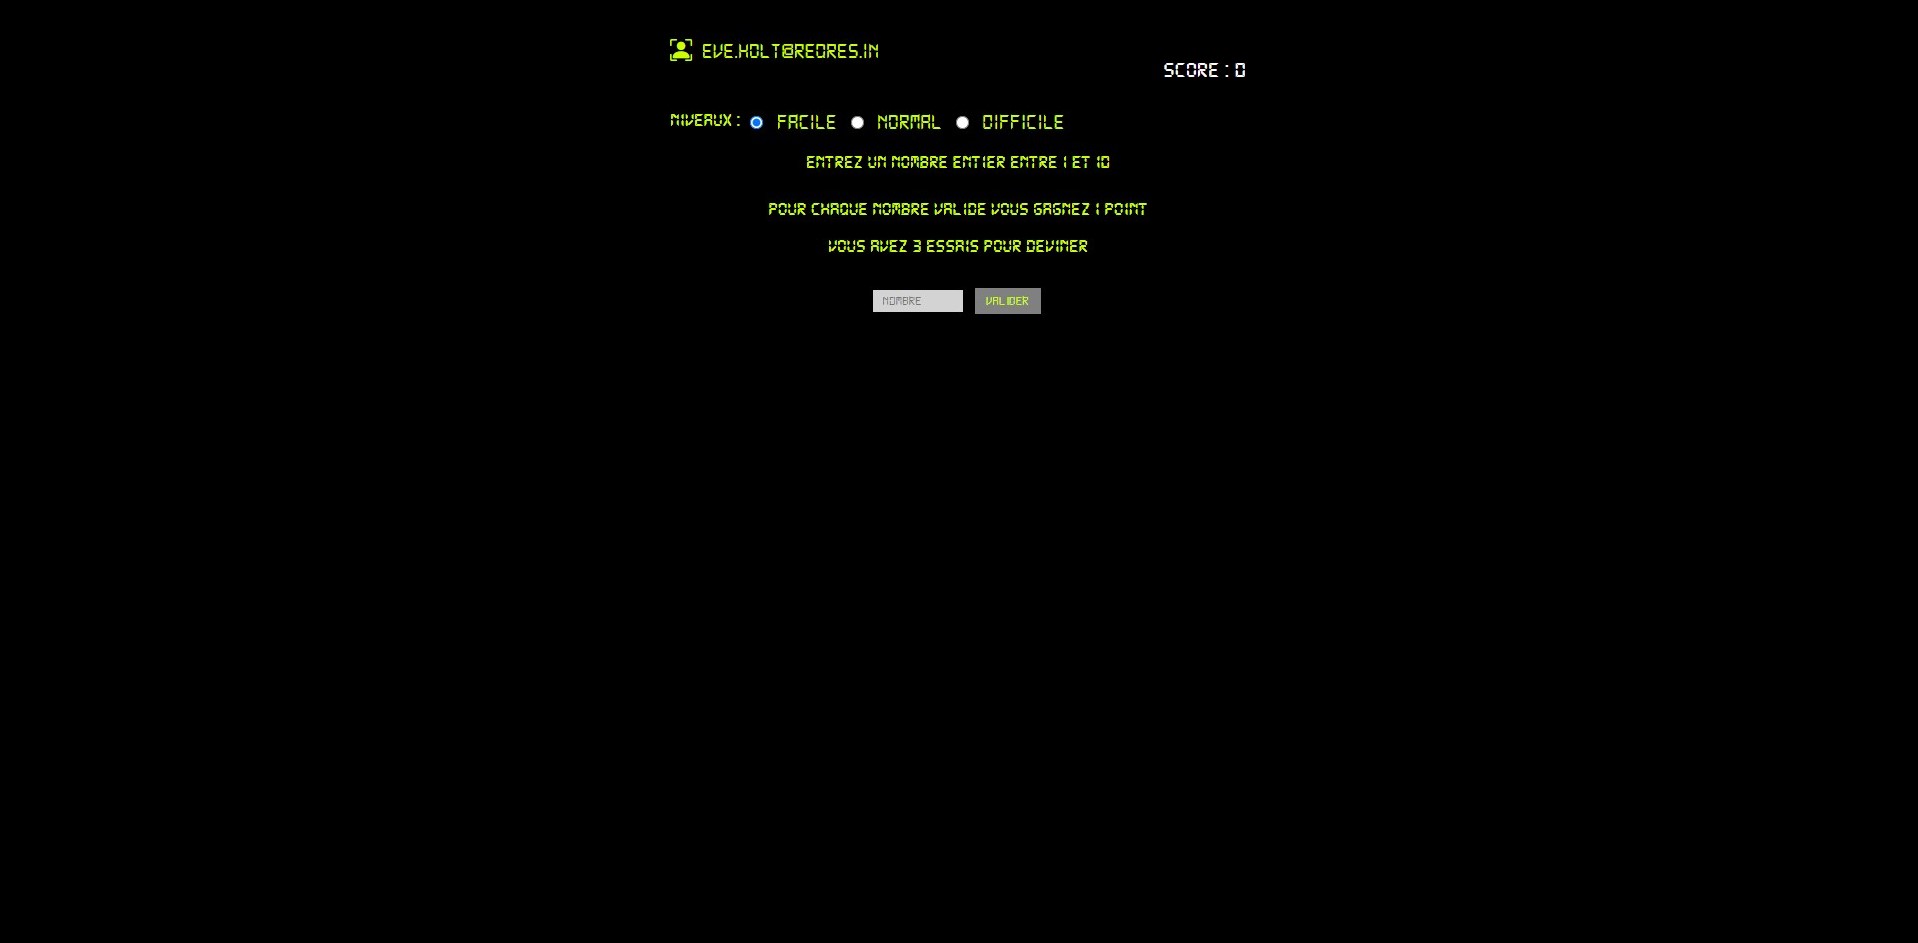 EVE.HOLT@REQRES.IN
SCORE : 0
NIVEAUX : FACILE NORMAL DIFFICILE
ENTREZ UN NOMBRE ENTIER ENTRE 1 ET 10
POUR CHAQUE NOMBRE VALIDE VOUS GAGNEZ 1 POINT
VOUS AVEZ 3 ESSAIS POUR DEVINER
NOMBRE VALIDER